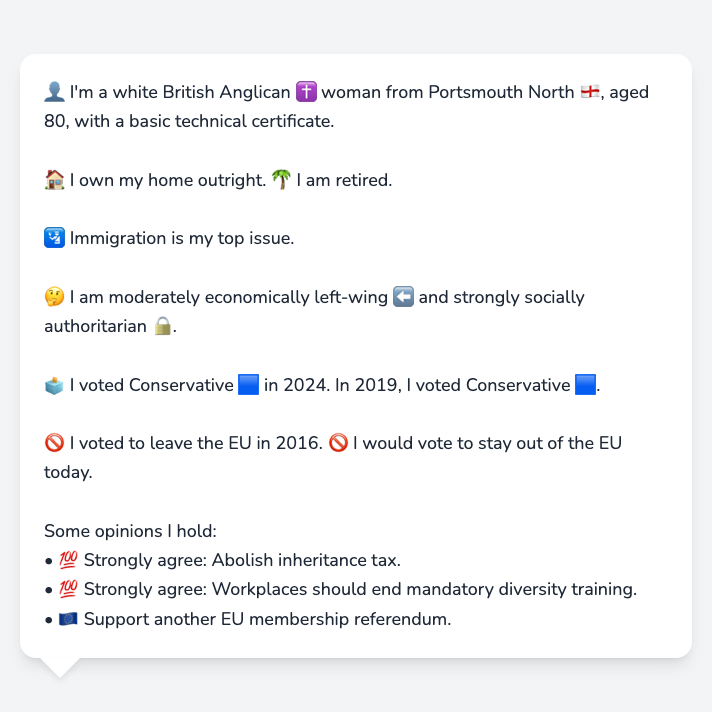 👤 I'm a white British Anglican ✝️ woman from Portsmouth North 🏴󠁧󠁢󠁥󠁮󠁧󠁿, aged
80, with a basic technical certificate.
🏠 I own my home outright. 🌴 I am retired.
🛂 Immigration is my top issue.
🤔 I am moderately economically left-wing ⬅️ and strongly socially
authoritarian 🔒.
🗳️ I voted Conservative 🟦 in 2024. In 2019, I voted Conservative 🟦.
🚫 I voted to leave the EU in 2016. 🚫 I would vote to stay out of the EU
today.
Some opinions I hold:
• 💯 Strongly agree: Abolish inheritance tax.
• 💯 Strongly agree: Workplaces should end mandatory diversity training.
• 🇪🇺 Support another EU membership referendum.